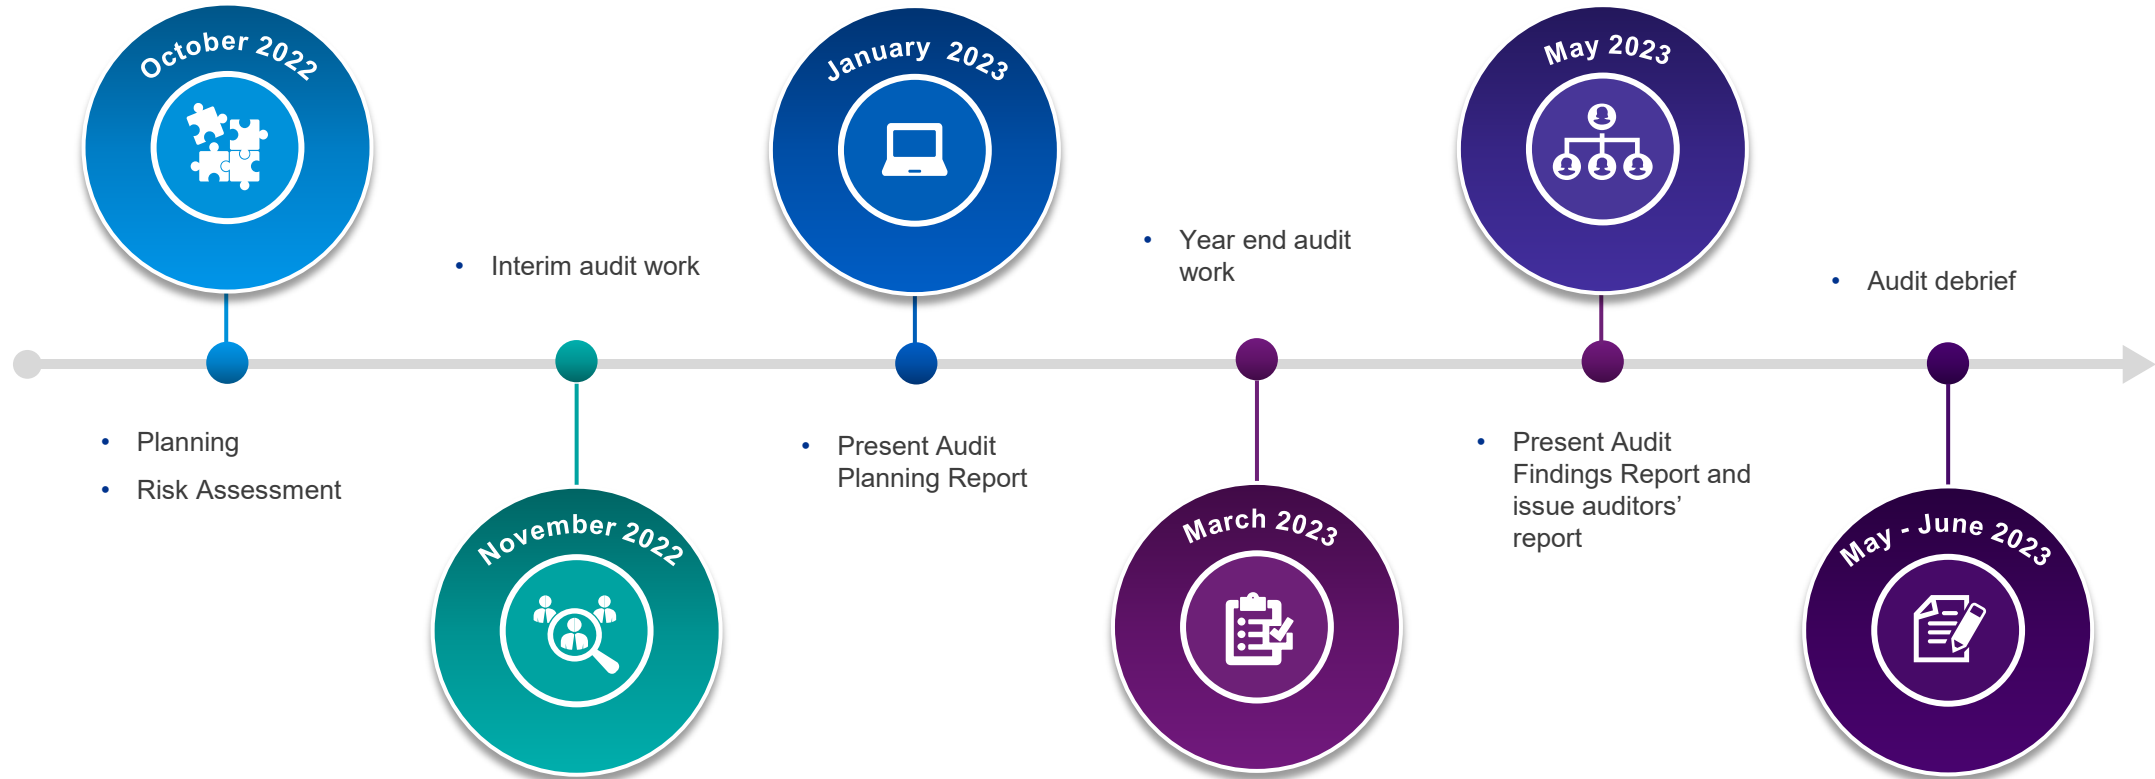 October 2022
• Planning
• Risk Assessment
• Interim audit work
November 2022
January 2023
• Present Audit
Planning Report
• Year end audit
work
March 2023
May 2023
• Present Audit
Findings Report and
issue auditors’
report
• Audit debrief
May - June 2023